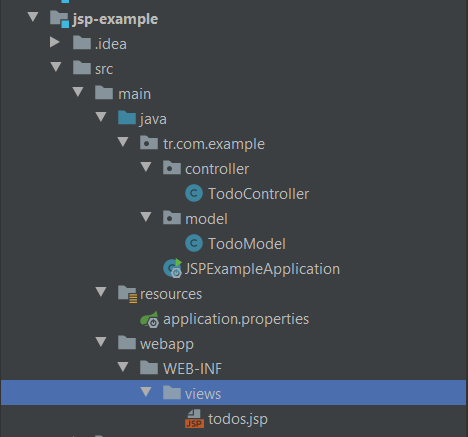 jsp-example
.idea
src
main
java
tr.com.example
controller
C TodoController
model
C TodoModel
JSPExampleApplication
resources
application.properties
webapp
WEB-INF
views
JSP todos.jsp